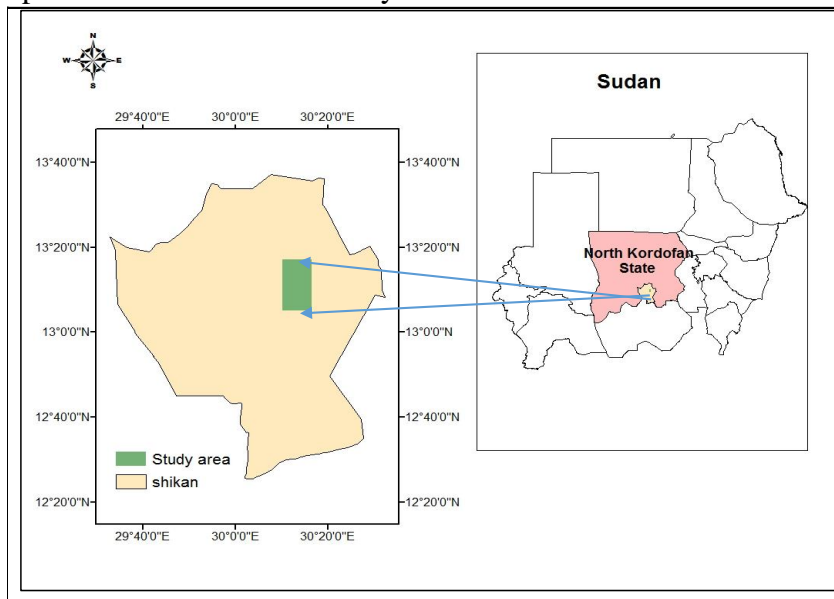 N
W E
S
29°40'0"E 30°0'0"E 30°20'0"E
13°40'0"N 13°40'0"N
13°20'0"N 13°20'0"N
13°0'0"N 13°0'0"N
12°40'0"N 12°40'0"N
12°20'0"N 12°20'0"N
Study area
shikan
29°40'0"E 30°0'0"E 30°20'0"E
Sudan
North Kordofan
State